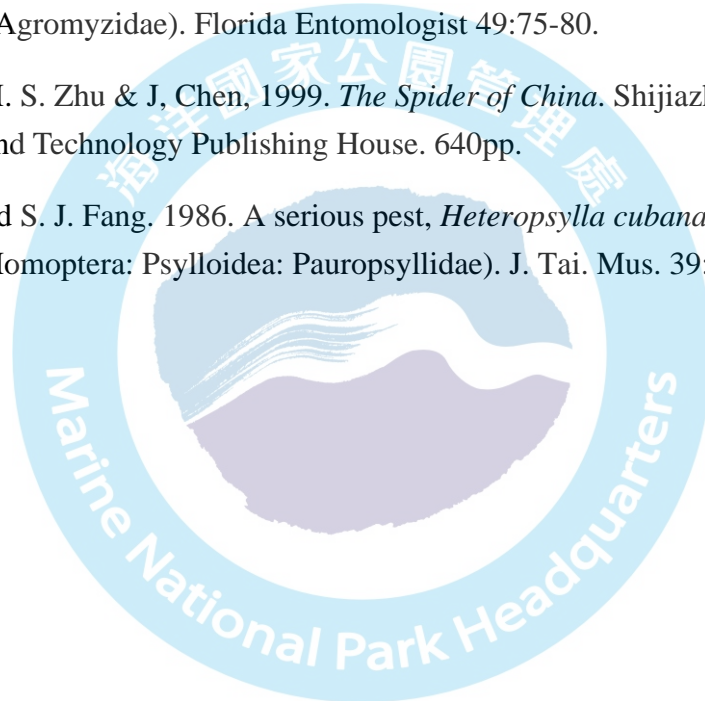 Agromyzidae). Florida Entomologist 49:75-80.
. S. Zhu & J, Chen, 1999. The Spider of China. Shijiazl
nd Technology Publishing House. 640pp.
d S. J. Fang. 1986. A serious pest, Heteropsylla cubana
omoptera: Psylloidea: Pauropsyllidae). J. Tai. Mus. 39:
海洋國家公園管理處
Marine National Park Headquarters